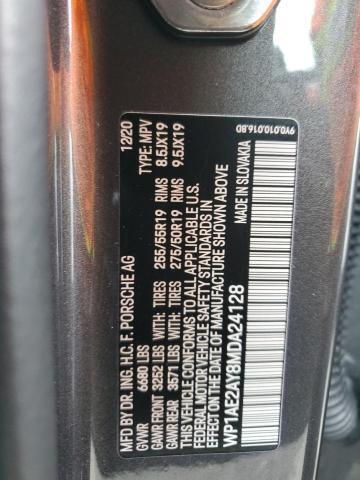 MFD BY DR. ING. H.C. F. PORSCHE AG 12/20
GVWR 6680 LBS TYPE: MPV
GAWR FRONT 3252 LBS WITH: TIRES 255/55R19 RIMS 8.5JX19
GAWR REAR 3571 LBS WITH: TIRES 275/50R19 RIMS 9.5JX19
THIS VEHICLE CONFORMS TO ALL APPLICABLE U.S.
FEDERAL MOTOR VEHICLE SAFETY STANDARDS IN
EFFECT ON THE DATE OF MANUFACTURE SHOWN ABOVE
WP1AE2AY8MDA24128 MADE IN SLOVAKIA
9Y0.010.016.BD